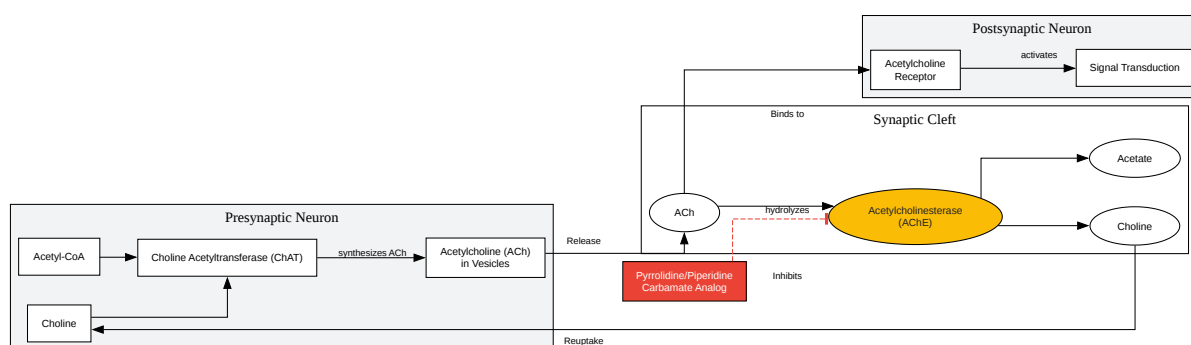 Postsynaptic Neuron
Acetylcholine
Receptor
activates
Signal Transduction
Binds to
Synaptic Cleft
Acetate
ACh
hydrolyzes
Acetylcholinesterase
(AChE)
Choline
Presynaptic Neuron
Acetyl-CoA
Choline Acetyltransferase (ChAT)
synthesizes ACh
Acetylcholine (ACh)
in Vesicles
Release
Pyrrolidine/Piperidine
Carbamate Analog
Inhibits
Choline
Reuptake